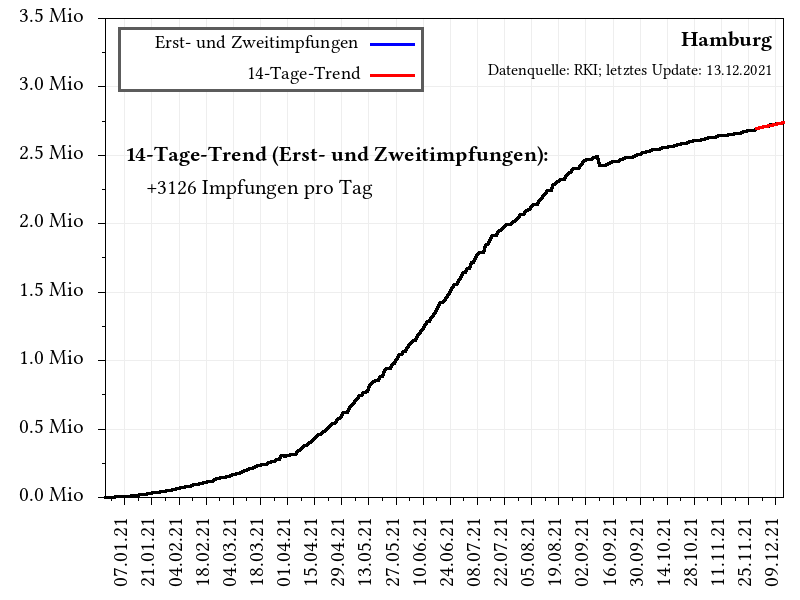 3.5 Mio
3.0 Mio
2.5 Mio
2.0 Mio
1.5 Mio
1.0 Mio
0.5 Mio
0.0 Mio
Erst- und Zweitimpfungen
14-Tage-Trend
Hamburg
Datenquelle: RKI; letztes Update: 13.12.2021
14-Tage-Trend (Erst- und Zweitimpfungen):
+3126 Impfungen pro Tag
07.01.21
21.01.21
04.02.21
18.02.21
04.03.21
18.03.21
01.04.21
15.04.21
29.04.21
13.05.21
27.05.21
10.06.21
24.06.21
08.07.21
22.07.21
05.08.21
19.08.21
02.09.21
16.09.21
30.09.21
14.10.21
28.10.21
11.11.21
25.11.21
09.12.21